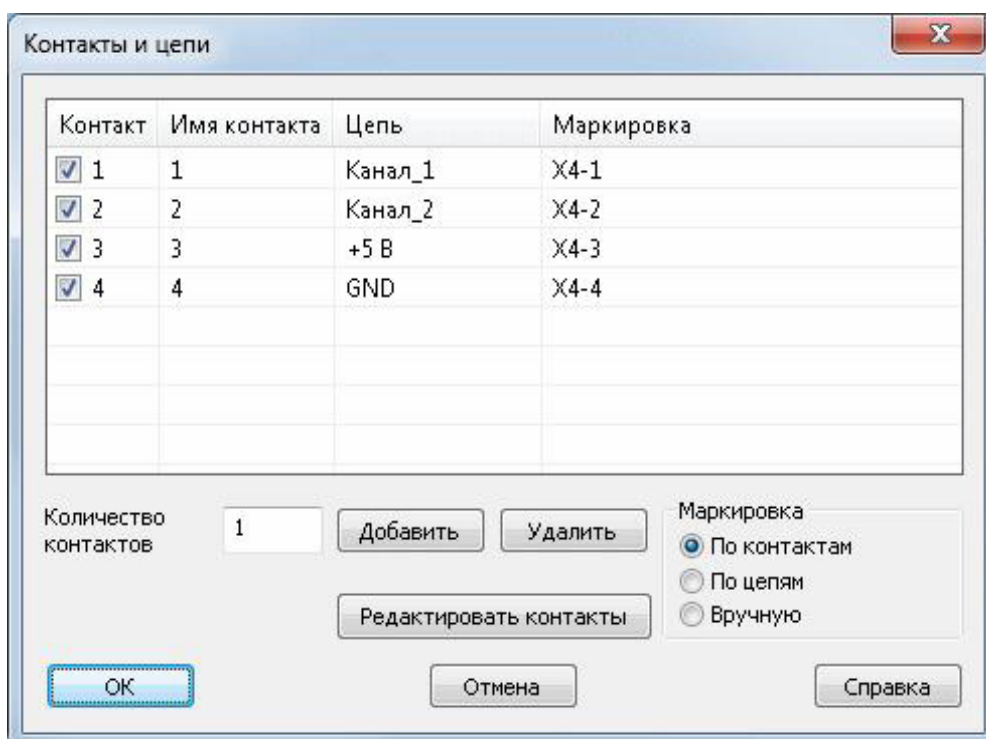 Контакты и цепи
Контакт Имя контакта Цепь Маркировка
1 1 Канал_1 X4-1
2 2 Канал_2 X4-2
3 3 +5 В X4-3
4 4 GND X4-4
Количество контактов 1 Добавить Удалить
Маркировка
По контактам
По цепям
Редактировать контакты
Вручную
OK Отмена Справка